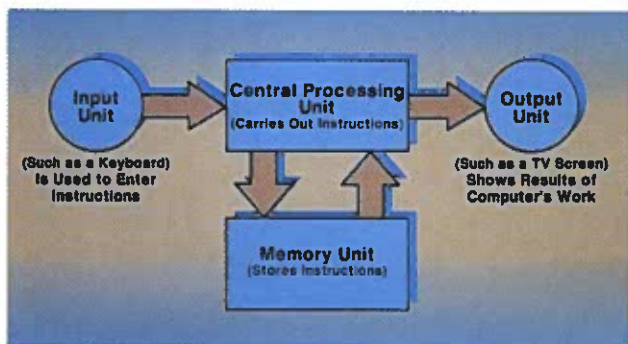 Input
Unit
(Such as a Keyboard)
Is Used to Enter
Instructions
Central Processing
Unit
(Carries Out Instructions)
Output
Unit
(Such as a TV Screen)
Shows Results of
Computer's Work
Memory Unit
(Stores Instructions)